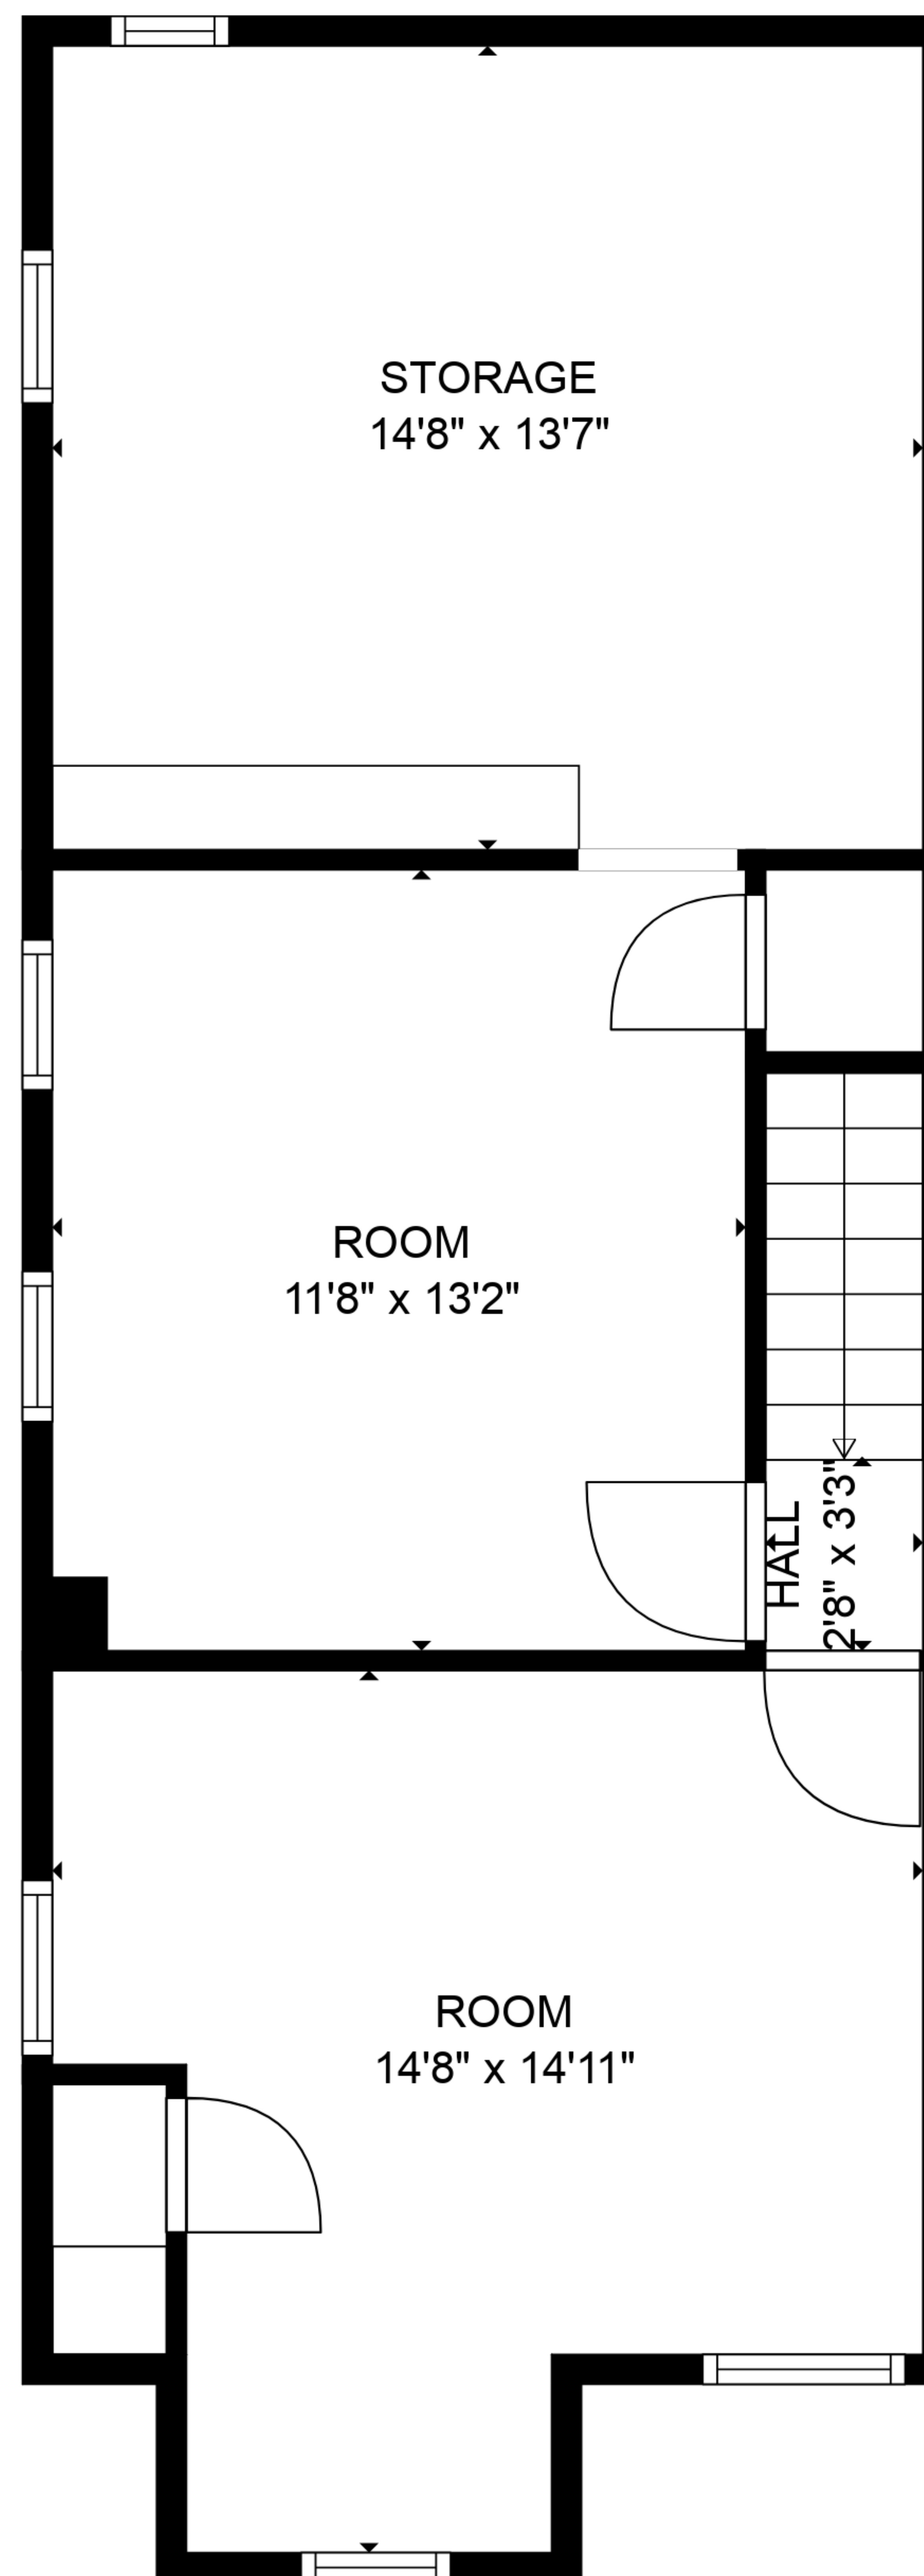 STORAGE
14'8" x 13'7"
ROOM
11'8" x 13'2"
HALL
2'8" x 3'3"
ROOM
14'8" x 14'11"